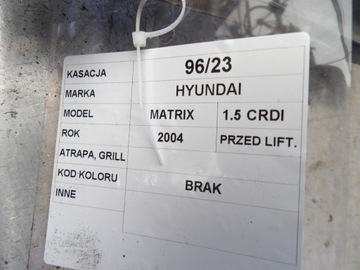 KASACJA 96/23
MARKA HYUNDAI
MODEL MATRIX 1.5 CRDI
ROK 2004 PRZED LIFT.
ATRAPA, GRILL
KOD KOLORU BRAK
INNE